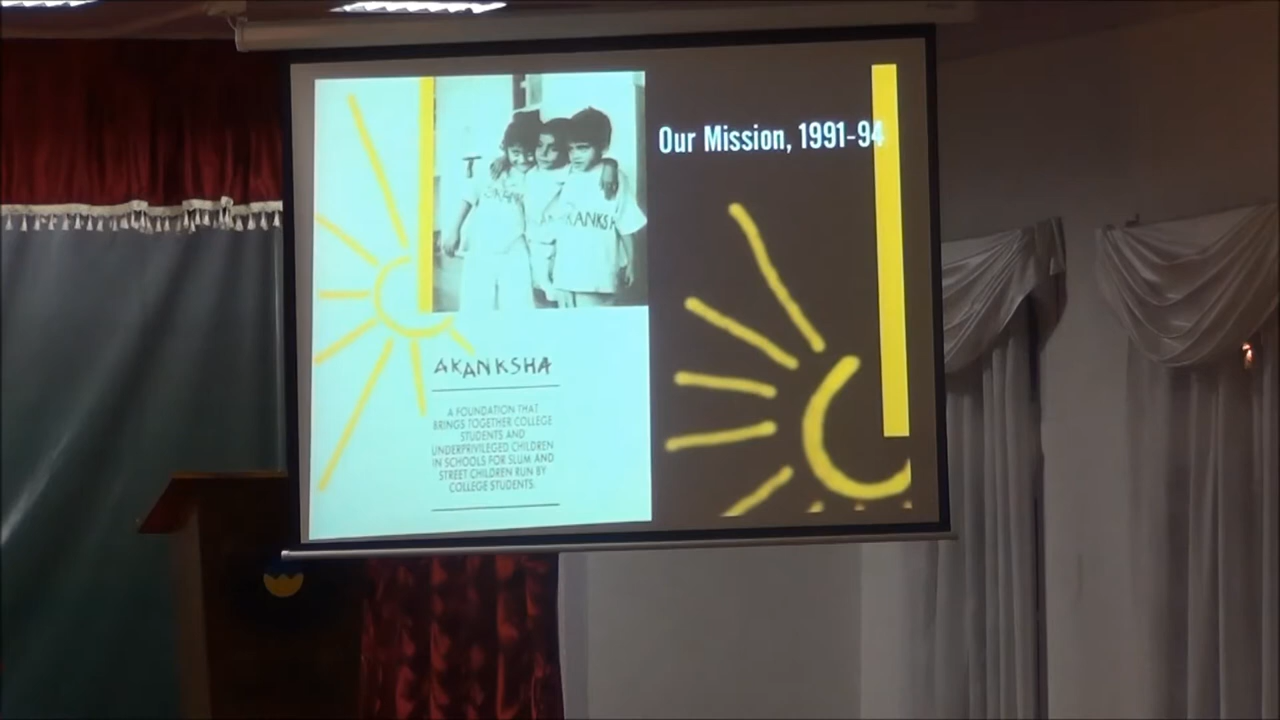 Our Mission, 1991-94
AKANKSHA
A FOUNDATION THAT
BRINGS TOGETHER COLLEGE
STUDENTS AND
UNDERPRIVILEGED CHILDREN
IN SCHOOLS FOR SLUM AND
STREET CHILDREN RUN BY
COLLEGE STUDENTS.